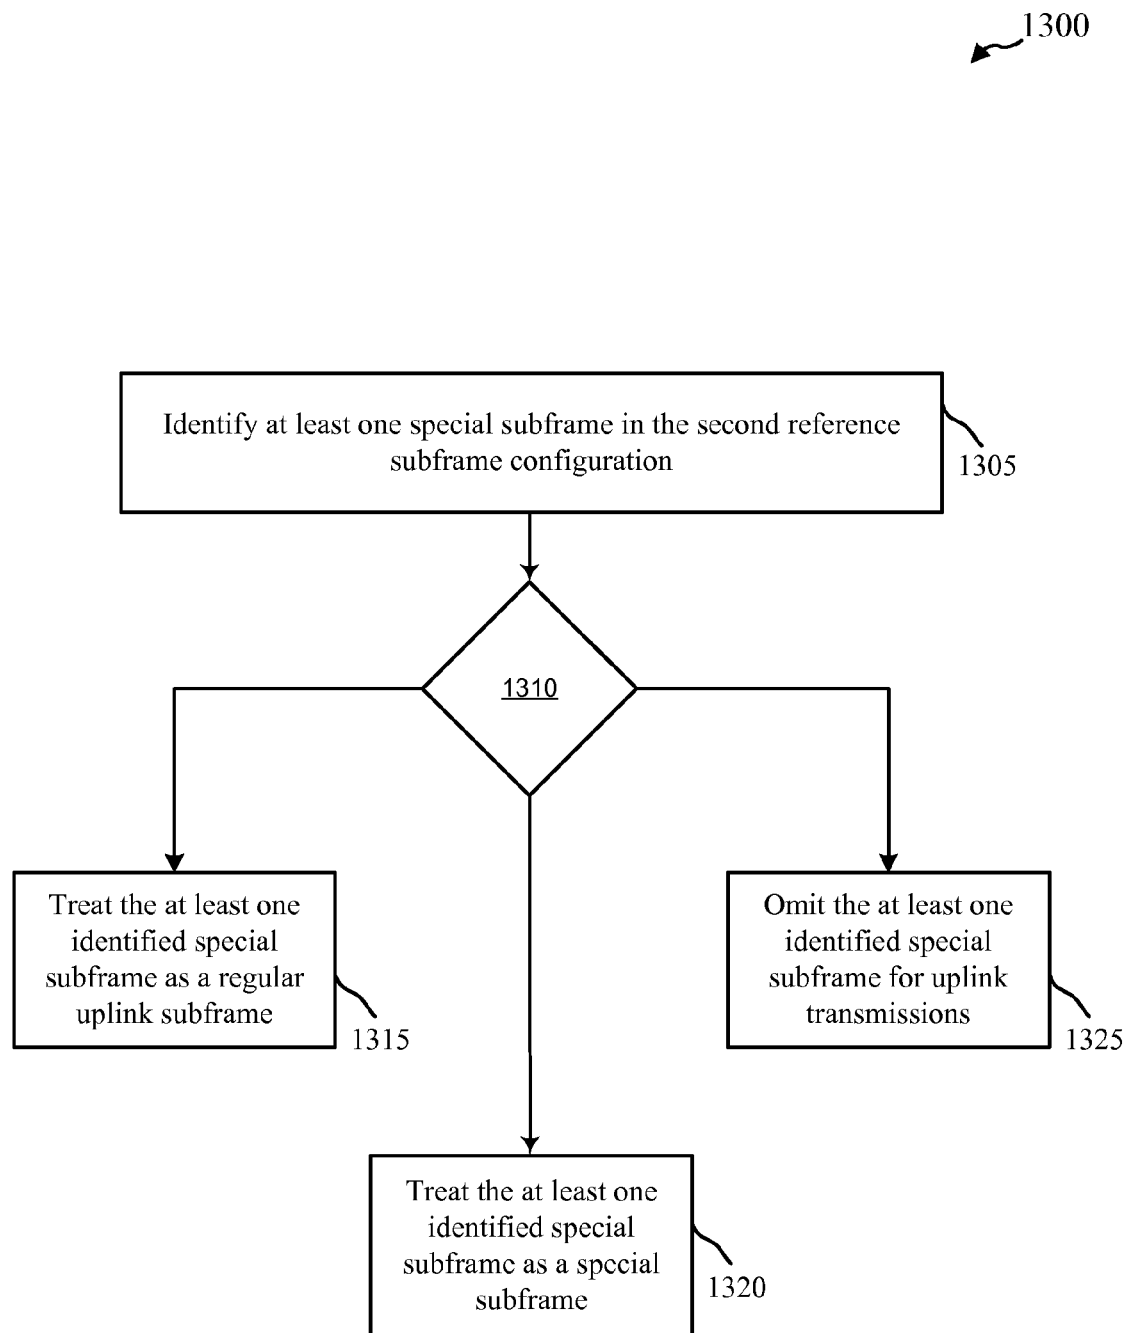 1300
Identify at least one special subframe in the second reference
subframe configuration
1305
1310
Treat the at least one
identified special
subframe as a regular
uplink subframe
1315
Omit the at least one
identified special
subframe for uplink
transmissions
1325
Treat the at least one
identified special
subframe as a special
subframe
1320